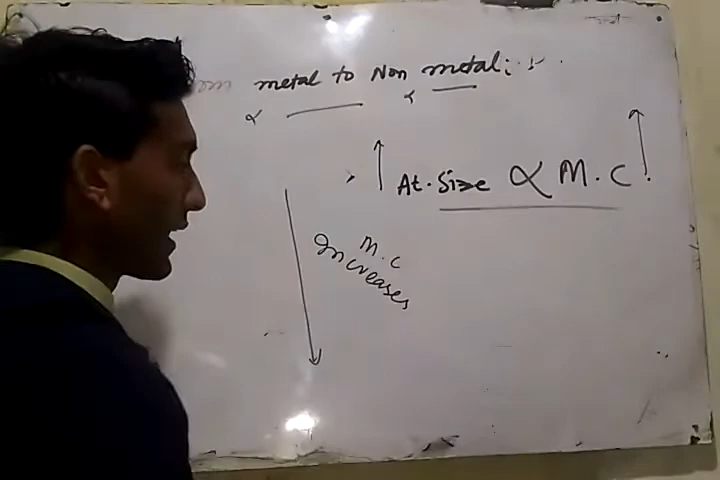 metal to Non metal:
At. Size ∝ M.C
M.C
Increases